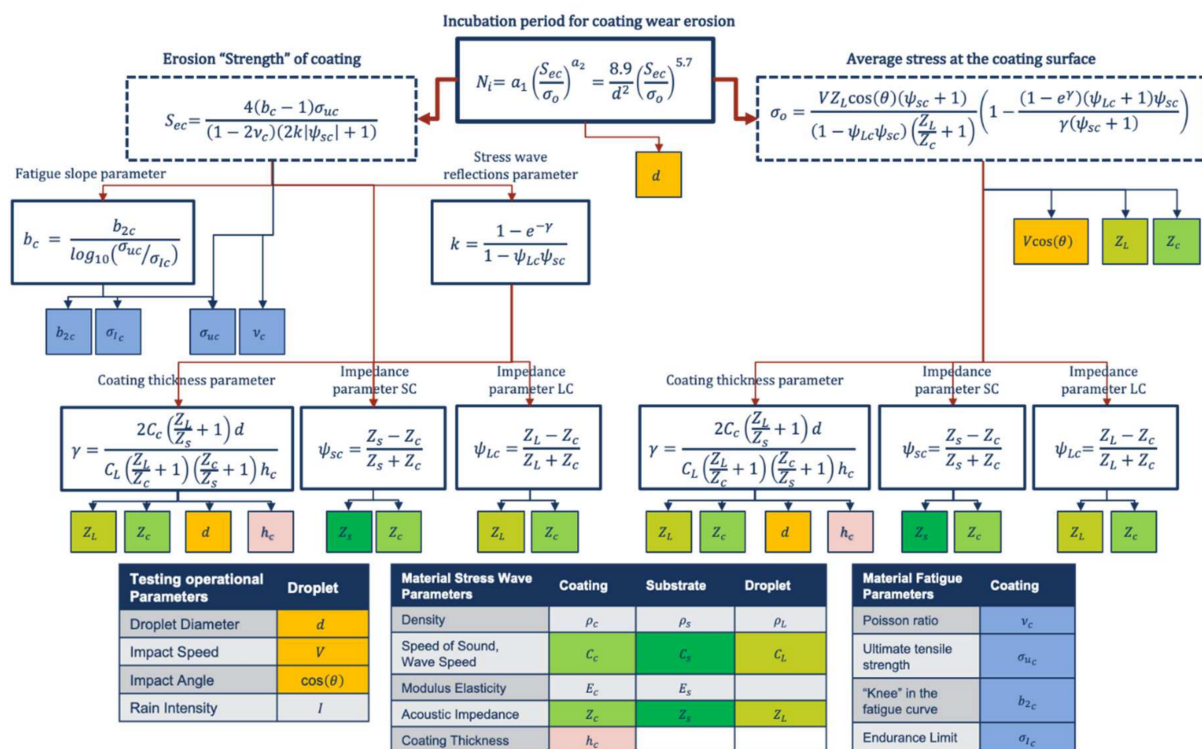 Incubation period for coating wear erosion
Erosion "Strength" of coating
Average stress at the coating surface
N_i = a_1 (S_ec/σ_o)^{a_2} = 8.9/d^2 (S_ec/σ_o)^{5.7}
S_ec = 4(b_c − 1)σ_uc / (1 − 2ν_c)(2k|ψ_sc| + 1)
σ_o = VZ_L cos(θ)(ψ_sc + 1) / (1 − ψ_Lc ψ_sc)(Z_L/Z_c + 1) (1 − (1 − e^γ)(ψ_Lc + 1)ψ_sc / γ(ψ_sc + 1))
Fatigue slope parameter
Stress wave
reflections parameter
d
b_c = b_2c / log_10(σ_uc/σ_Ic)
k = 1 − e^{−γ} / 1 − ψ_Lc ψ_sc
Vcos(θ) Z_L Z_c
b_2c σ_Ic σ_uc ν_c
Coating thickness parameter
Impedance
parameter SC
Impedance
parameter LC
Coating thickness parameter
Impedance
parameter SC
Impedance
parameter LC
γ = 2C_c (Z_L/Z_s + 1) d / C_L (Z_L/Z_c + 1)(Z_c/Z_s + 1) h_c
ψ_sc = Z_s − Z_c / Z_s + Z_c
ψ_Lc = Z_L − Z_c / Z_L + Z_c
γ = 2C_c (Z_L/Z_s + 1) d / C_L (Z_L/Z_c + 1)(Z_c/Z_s + 1) h_c
ψ_sc = Z_s − Z_c / Z_s + Z_c
ψ_Lc = Z_L − Z_c / Z_L + Z_c
Z_L Z_c d h_c Z_s Z_c Z_L Z_c
Z_L Z_c d h_c Z_s Z_c Z_L Z_c
Testing operational
Parameters Droplet
Droplet Diameter d
Impact Speed V
Impact Angle cos(θ)
Rain Intensity I
Material Stress Wave
Parameters Coating Substrate Droplet
Density ρ_c ρ_s ρ_L
Speed of Sound,
Wave Speed C_c C_s C_L
Modulus Elasticity E_c E_s
Acoustic Impedance Z_c Z_s Z_L
Coating Thickness h_c
Material Fatigue
Parameters Coating
Poisson ratio ν_c
Ultimate tensile
strength σ_uc
"Knee" in the
fatigue curve b_2c
Endurance Limit σ_Ic